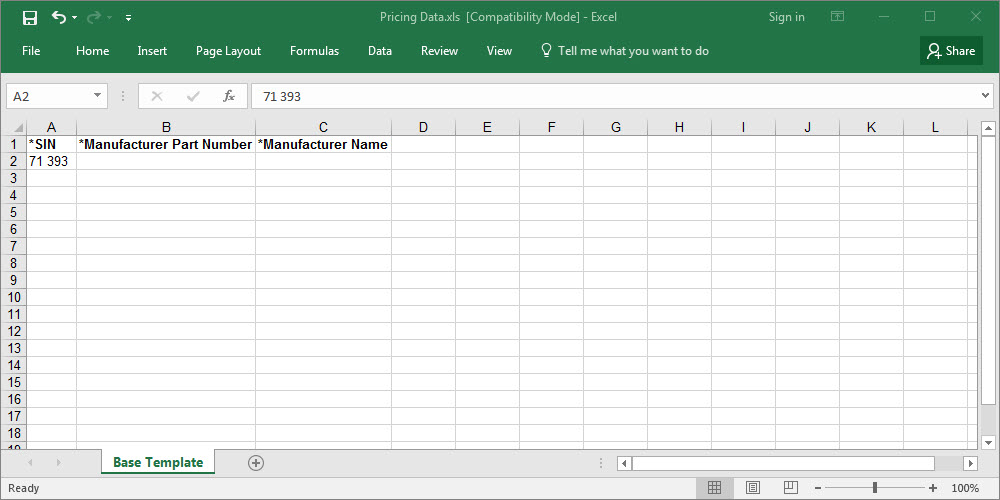 Pricing Data.xls [Compatibility Mode] - Excel Sign in
File Home Insert Page Layout Formulas Data Review View Tell me what you want to do Share
A2 fx 71 393
A B C D E F G H I J K L
1 *SIN *Manufacturer Part Number *Manufacturer Name
2 71 393
3
4
5
6
7
8
9
10
11
12
13
14
15
16
17
18
19
Base Template
Ready 100%